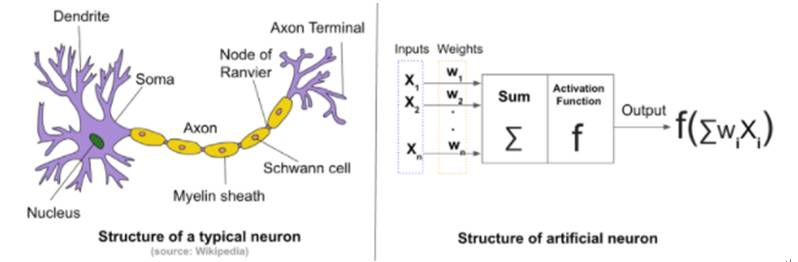 Dendrite
Axon Terminal
Node of
Ranvier
Soma
Axon
Schwann cell
Myelin sheath
Nucleus
Structure of a typical neuron
(source: Wikipedia)
Inputs Weights
X1 w1
X2 w2
.
.
Xn wn
Sum
Σ
Activation
Function
f
Output
f(∑wiXi)
Structure of artificial neuron